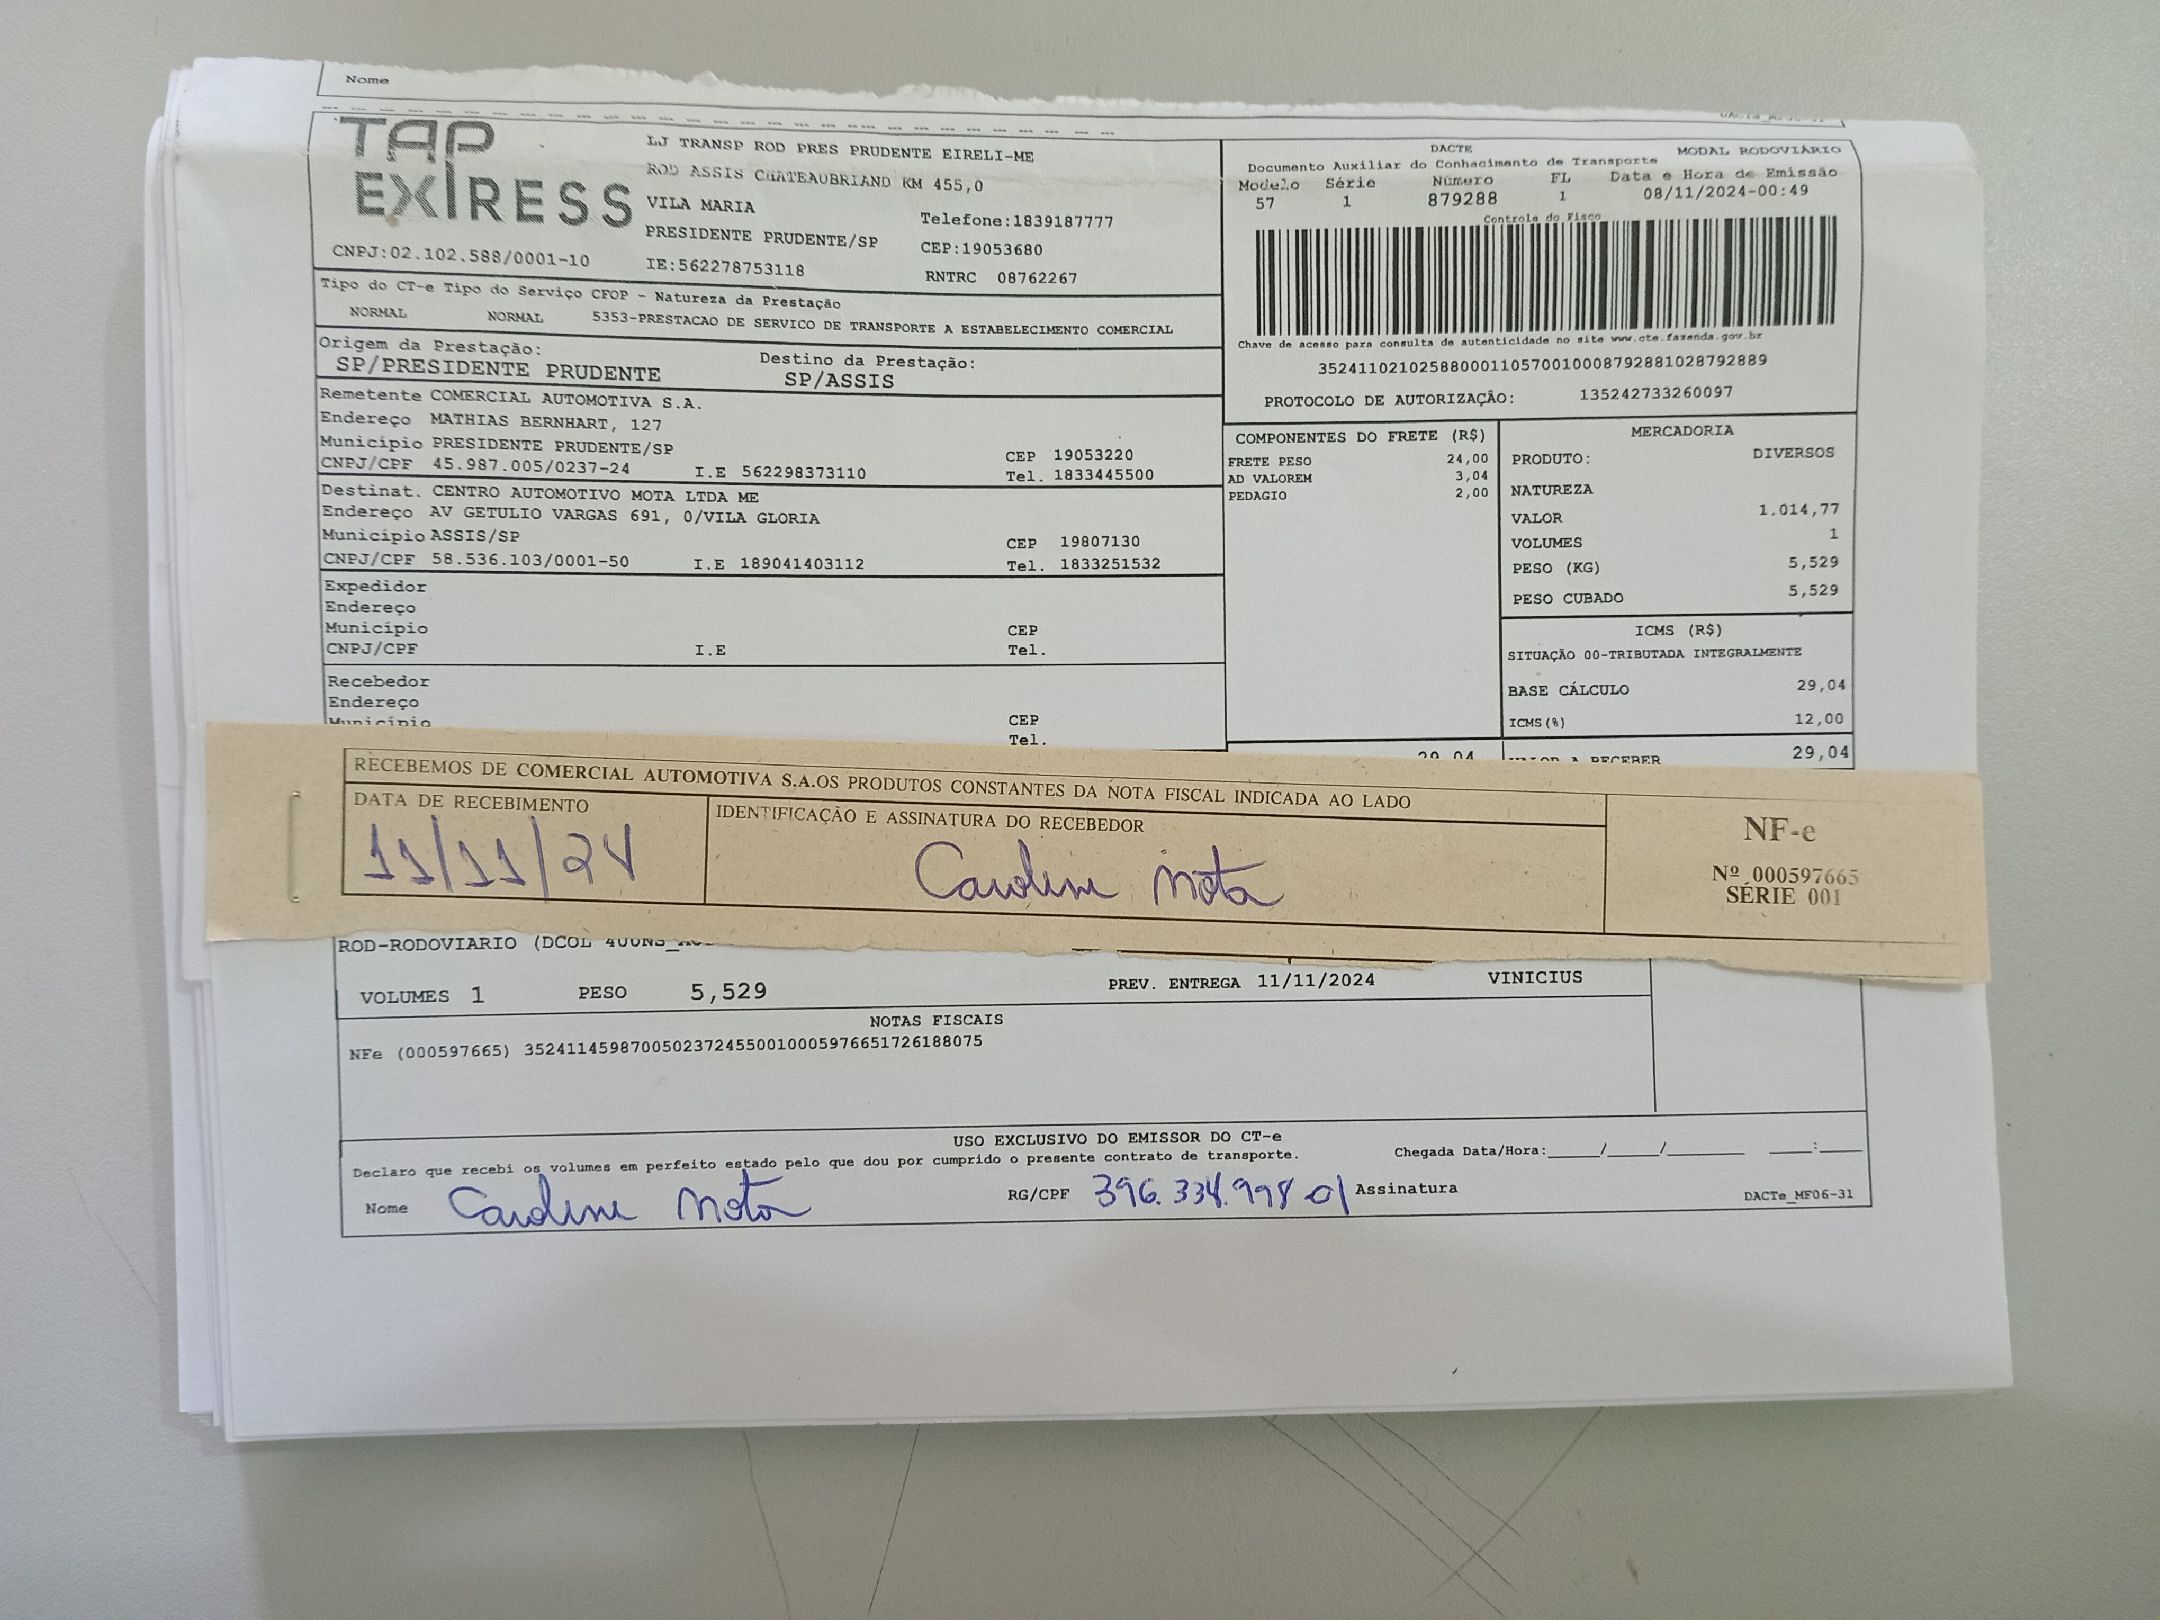 Nome
TAP EXPRESS
LJ TRANSP ROD PRES PRUDENTE EIRELI-ME
ROD ASSIS CHATEAUBRIAND KM 455,0
VILA MARIA
Telefone:1839187777
PRESIDENTE PRUDENTE/SP
CEP:19053680
CNPJ:02.102.588/0001-10
IE:562278753118
RNTRC 08762267
DACTE
MODAL RODOVIÁRIO
Documento Auxiliar do Conhecimento de Transporte
Modelo Série Número FL Data e Hora de Emissão
57 1 879288 1 08/11/2024-00:49
Controle do Fisco
Chave de acesso para consulta de autenticidade no site www.cte.fazenda.gov.br
35241102102588000110570010008792881028792889
PROTOCOLO DE AUTORIZAÇÃO: 135242733260097
Tipo do CT-e Tipo do Serviço CFOP - Natureza da Prestação
NORMAL NORMAL 5353-PRESTACAO DE SERVICO DE TRANSPORTE A ESTABELECIMENTO COMERCIAL
Origem da Prestação: Destino da Prestação:
SP/PRESIDENTE PRUDENTE SP/ASSIS
Remetente COMERCIAL AUTOMOTIVA S.A.
Endereço MATHIAS BERNHART, 127
Município PRESIDENTE PRUDENTE/SP CEP 19053220
CNPJ/CPF 45.987.005/0237-24 I.E 562298373110 Tel. 1833445500
Destinat. CENTRO AUTOMOTIVO MOTA LTDA ME
Endereço AV GETULIO VARGAS 691, 0/VILA GLORIA
Município ASSIS/SP CEP 19807130
CNPJ/CPF 58.536.103/0001-50 I.E 189041403112 Tel. 1833251532
Expedidor
Endereço
Município CEP
CNPJ/CPF I.E Tel.
Recebedor
Endereço
Município CEP
Tel.
COMPONENTES DO FRETE (R$)
FRETE PESO 24,00
AD VALOREM 3,04
PEDAGIO 2,00
29,04
MERCADORIA
PRODUTO: DIVERSOS
NATUREZA
VALOR 1.014,77
VOLUMES 1
PESO (KG) 5,529
PESO CUBADO 5,529
ICMS (R$)
SITUAÇÃO 00-TRIBUTADA INTEGRALMENTE
BASE CÁLCULO 29,04
ICMS(%) 12,00
VALOR A RECEBER 29,04
RECEBEMOS DE COMERCIAL AUTOMOTIVA S.A.OS PRODUTOS CONSTANTES DA NOTA FISCAL INDICADA AO LADO
DATA DE RECEBIMENTO
11/11/24
IDENTIFICAÇÃO E ASSINATURA DO RECEBEDOR
Caroline Mota
NF-e
Nº 000597665
SÉRIE 001
ROD-RODOVIARIO (DCOL
VOLUMES 1 PESO 5,529 PREV. ENTREGA 11/11/2024 VINICIUS
NOTAS FISCAIS
NFe (000597665) 35241145987005023724550010005976651726188075
USO EXCLUSIVO DO EMISSOR DO CT-e
Declaro que recebi os volumes em perfeito estado pelo que dou por cumprido o presente contrato de transporte.
Chegada Data/Hora:____/____/______ ___:___
Nome Caroline Mota RG/CPF 396.334.998 01 Assinatura
DACTe_MF06-31